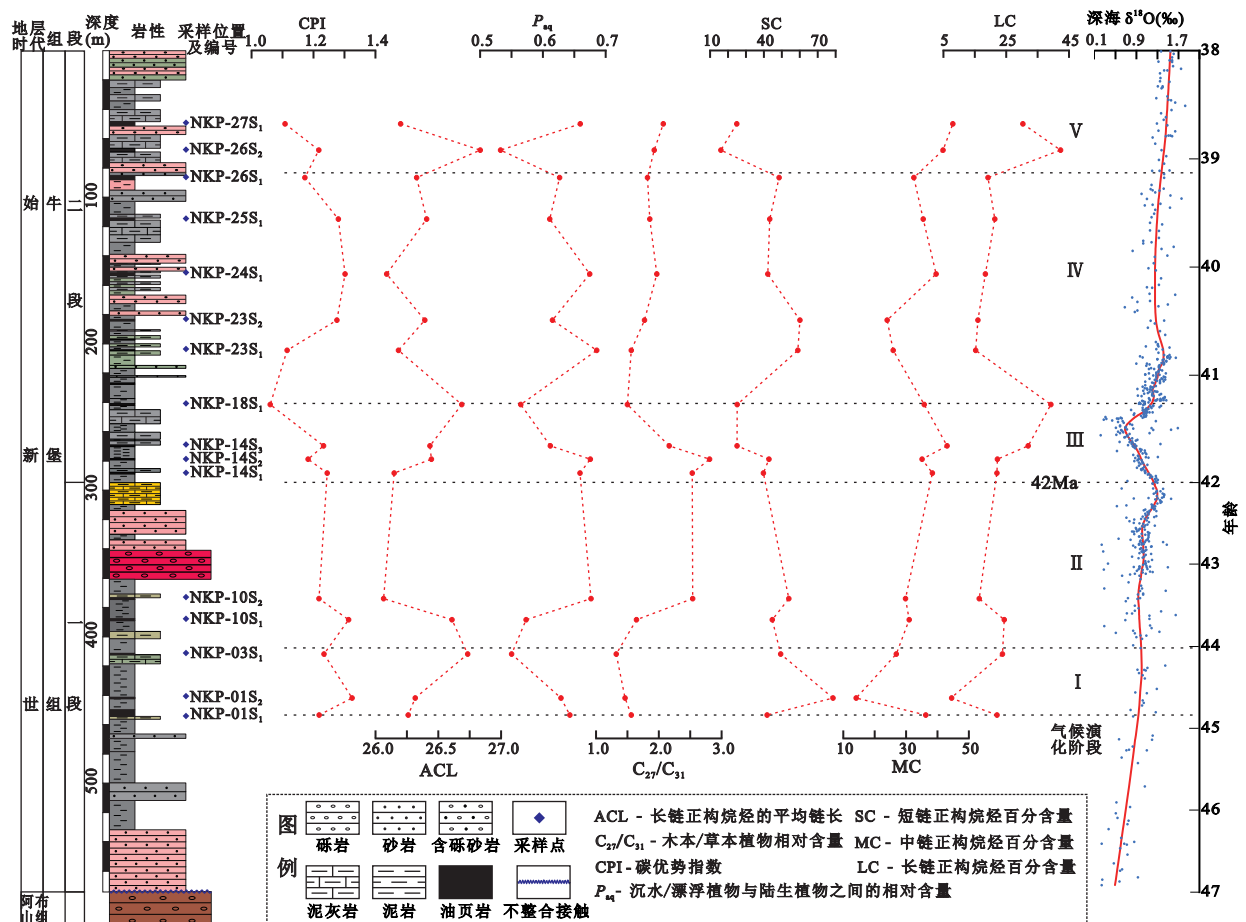 地层 组 段 深度 岩性 采样位置 CPI Paq SC LC 深海 δ¹⁸O(‰)
时代 (m) 及编号
1.0 1.2 1.4 0.5 0.6 0.7 10 40 70 5 25 45 0.1 0.9 1.7 38
NKP-27S₁ V
NKP-26S₂ 39
NKP-26S₁
始 牛 二 100 NKP-25S₁
NKP-24S₁ IV 40
段
NKP-23S₂
200 NKP-23S₁ 41
NKP-18S₁
新 堡 NKP-14S₃ III
NKP-14S₂
NKP-14S₁
300 42Ma 42
年龄
II 43
NKP-10S₂
一 NKP-10S₁
400 NKP-03S₁ 44
I
世 组 段 NKP-01S₂
NKP-01S₁ 气候演 45
化阶段
26.0 26.5 27.0 1.0 2.0 3.0 10 30 50
ACL C₂₇/C₃₁ MC
500 46
47
阿布
山组
图
例
砾岩 砂岩 含砾砂岩 采样点
泥灰岩 泥岩 油页岩 不整合接触
ACL - 长链正构烷烃的平均链长 SC - 短链正构烷烃百分含量
C₂₇/C₃₁ - 木本/草本植物相对含量 MC - 中链正构烷烃百分含量
CPI - 碳优势指数 LC - 长链正构烷烃百分含量
Paq - 沉水/漂浮植物与陆生植物之间的相对含量